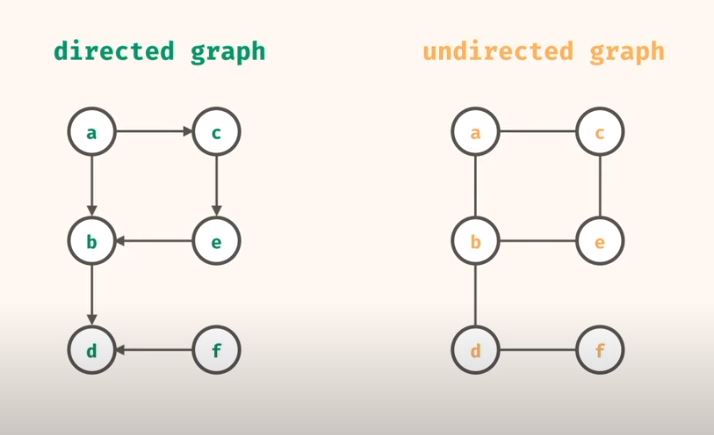 directed graph
undirected graph
a c
b e
d f
a c
b e
d f